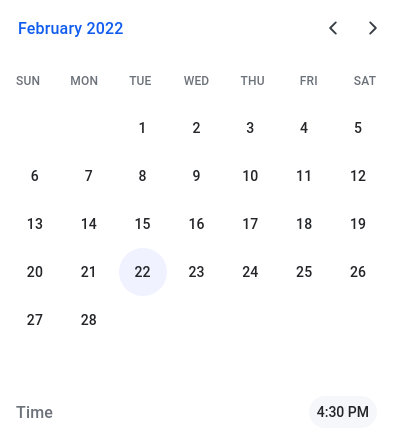 February 2022
SUN MON TUE WED THU FRI SAT
1 2 3 4 5
6 7 8 9 10 11 12
13 14 15 16 17 18 19
20 21 22 23 24 25 26
27 28
Time 4:30 PM